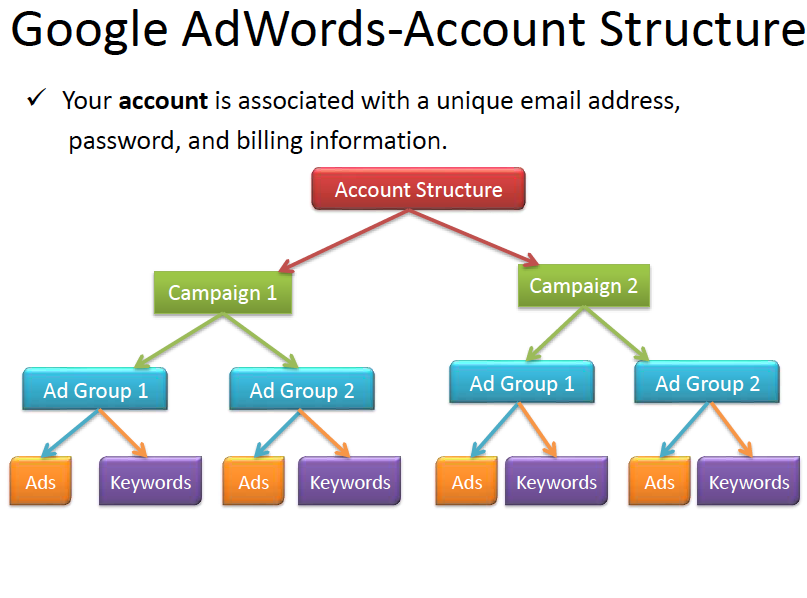 Google AdWords-Account Structure
✓ Your account is associated with a unique email address,
password, and billing information.
Account Structure
Campaign 1
Campaign 2
Ad Group 1
Ad Group 2
Ad Group 1
Ad Group 2
Ads
Keywords
Ads
Keywords
Ads
Keywords
Ads
Keywords